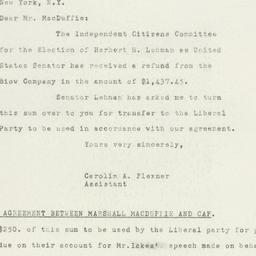 New York, N.Y.
Dear Mr. MacDuffie:
The Independent Citizens Committee
for the Election of Herbert H. Lehman as United
States Senator has received a refund from the
Biow Company in the amount of $1,437.45.
Senator Lehman has asked me to turn
this sum over to you for transfer to the Liberal
Party to be used in accordance with our agreement.
Yours very sincerely,
Carolin A. Flexner
Assistant
AGREEMENT BETWEEN MARSHALL MACDUFFIE AND CAF.
$250. of this sum to be used by the Liberal party for
due on their account for Mr. Ickes' speech made on